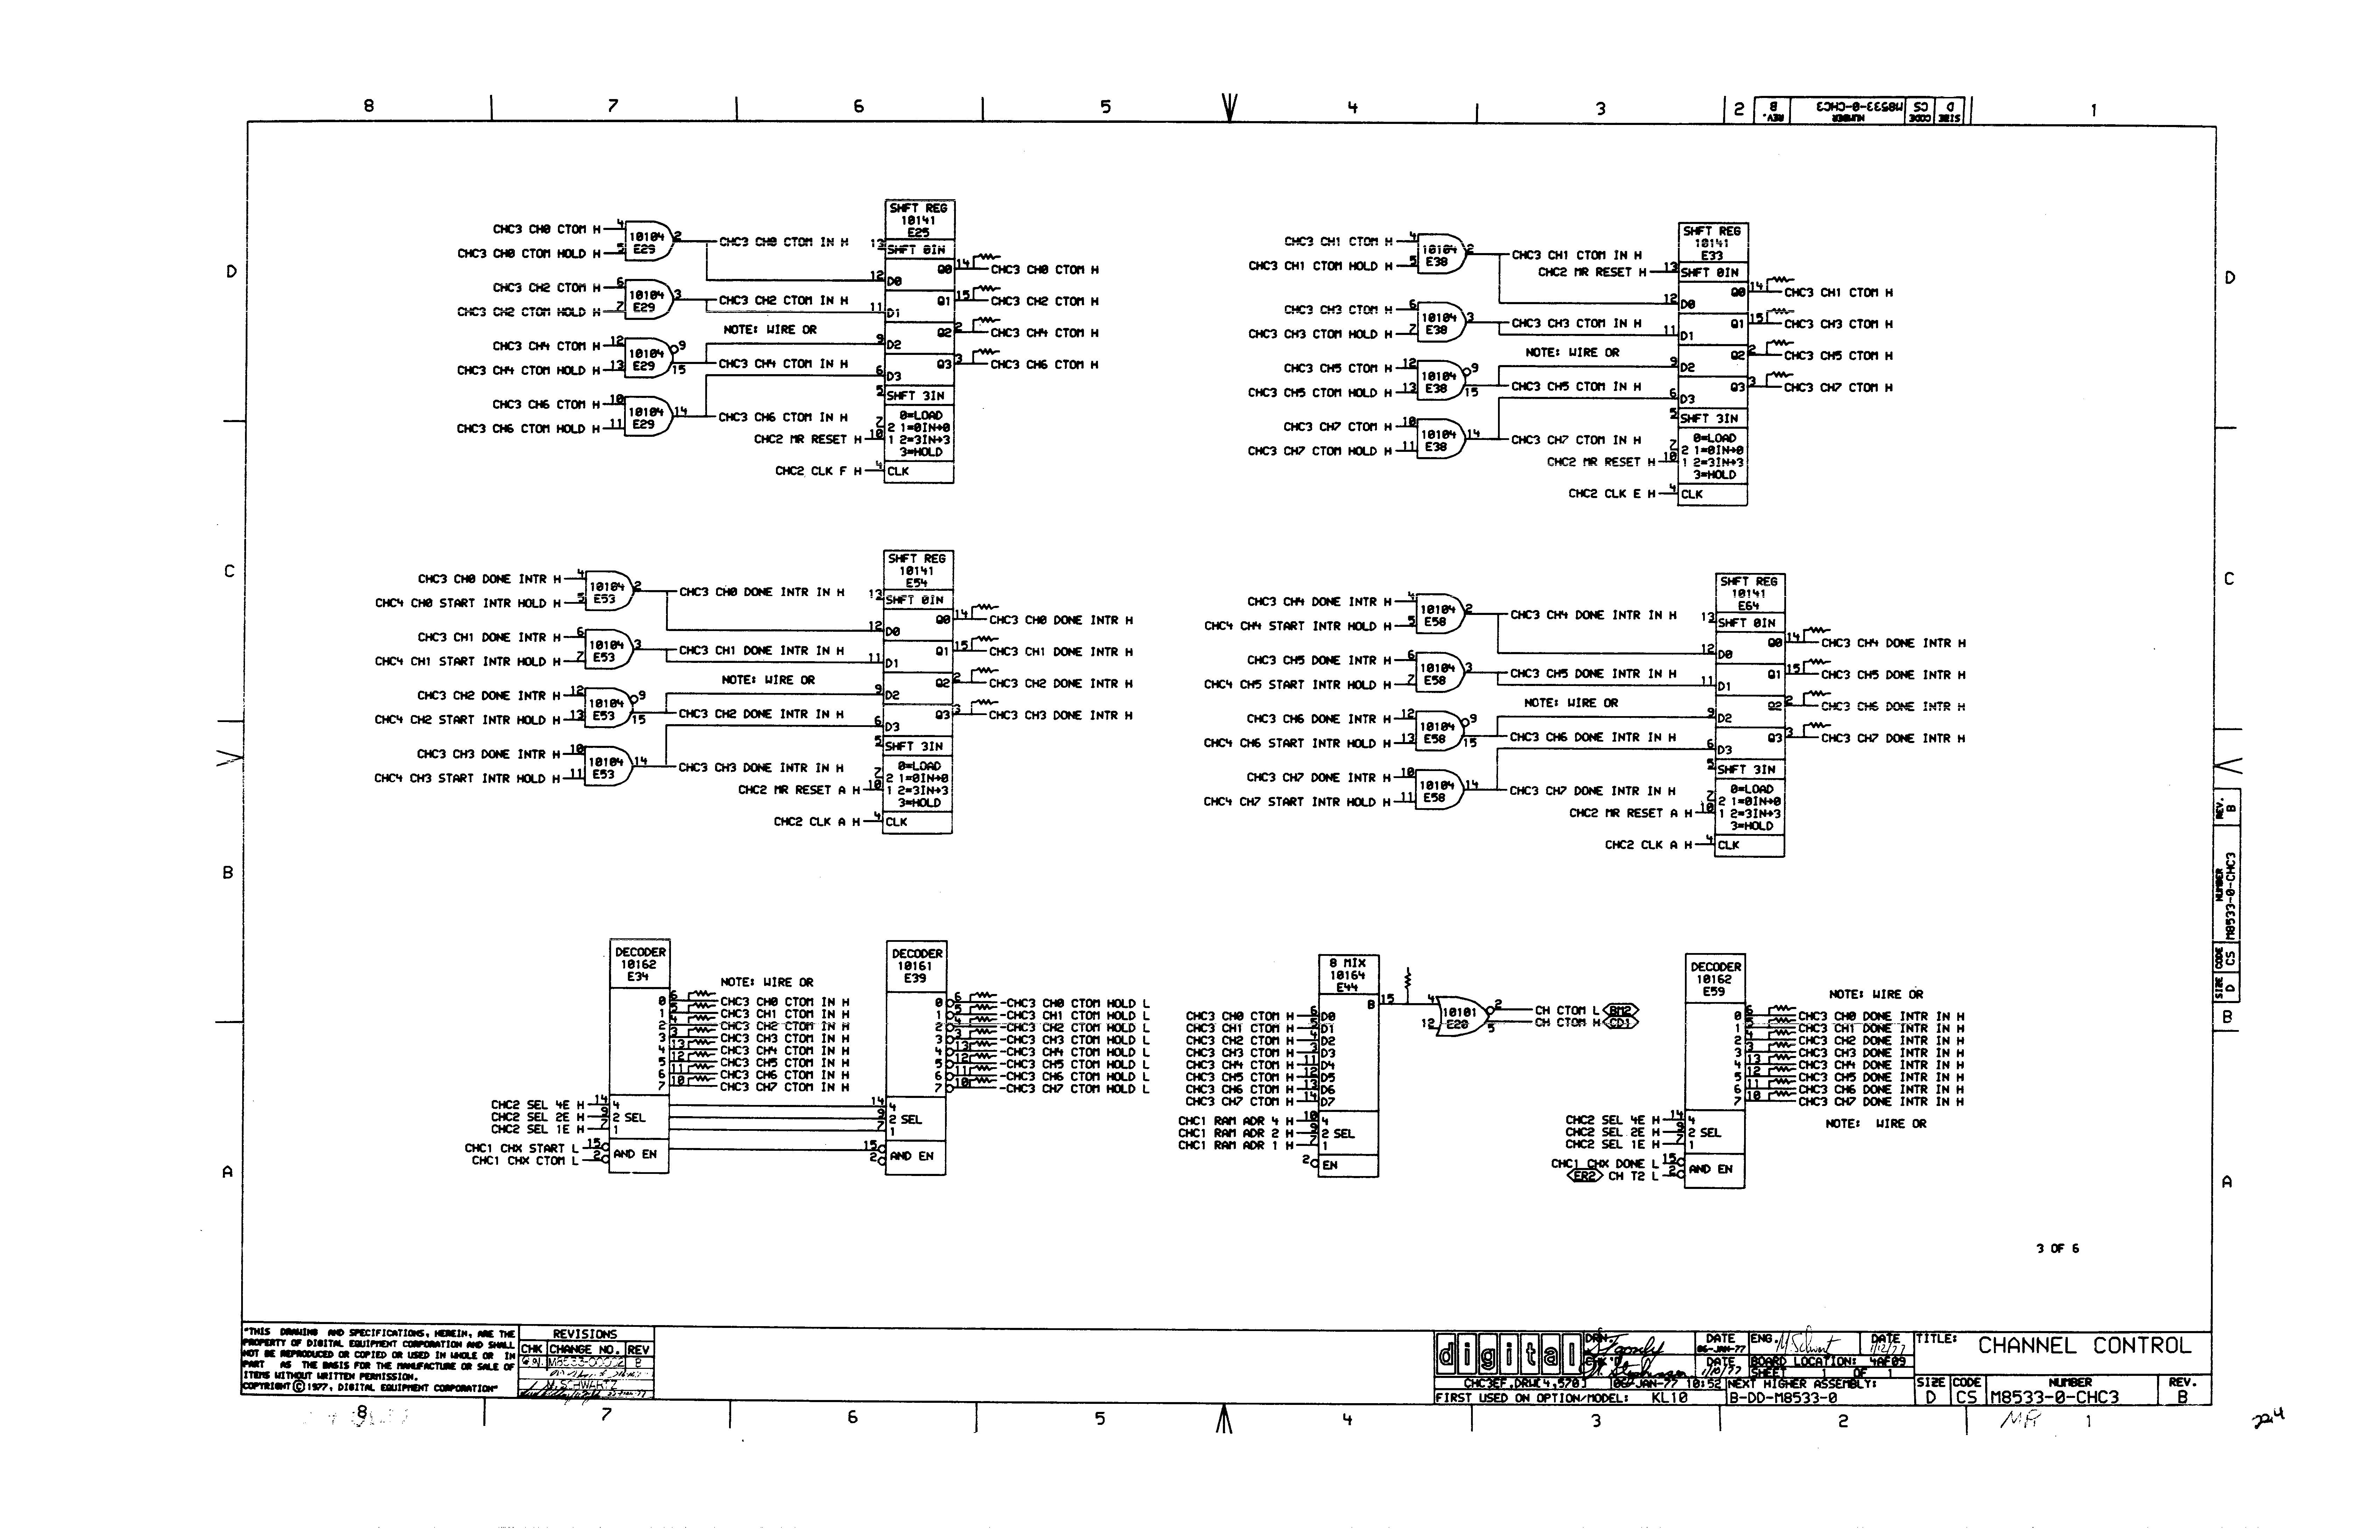 8 7 6 5 4 3 2 1
REV. B NUMBER M8533-0-CHC3 CODE CS SIZE D
D
CHC3 CH0 CTOM H 4
CHC3 CH0 CTOM HOLD H 5
10104 E29 2
CHC3 CH0 CTOM IN H
CHC3 CH2 CTOM H 6
CHC3 CH2 CTOM HOLD H 7
10104 E29 3
CHC3 CH2 CTOM IN H
NOTE: WIRE OR
CHC3 CH4 CTOM H 12
CHC3 CH4 CTOM HOLD H 13
10104 E29 9 15
CHC3 CH4 CTOM IN H
CHC3 CH6 CTOM H 10
CHC3 CH6 CTOM HOLD H 11
10104 E29 14
CHC3 CH6 CTOM IN H
CHC2 MR RESET H
CHC2 CLK F H
SHFT REG
10141
E25
13 SHFT 0IN
12 D0
11 D1
9 D2
6 D3
5 SHFT 3IN
0=LOAD
7 2 1=0IN→0
10 1 2=3IN→3
3=HOLD
4 CLK
Q0 14 CHC3 CH0 CTOM H
Q1 15 CHC3 CH2 CTOM H
Q2 2 CHC3 CH4 CTOM H
Q3 3 CHC3 CH6 CTOM H
CHC3 CH1 CTOM H 4
CHC3 CH1 CTOM HOLD H 5
10104 E38 2
CHC3 CH1 CTOM IN H
CHC2 MR RESET H
CHC3 CH3 CTOM H 6
CHC3 CH3 CTOM HOLD H 7
10104 E38 3
CHC3 CH3 CTOM IN H
NOTE: WIRE OR
CHC3 CH5 CTOM H 12
CHC3 CH5 CTOM HOLD H 13
10104 E38 9 15
CHC3 CH5 CTOM IN H
CHC3 CH7 CTOM H 10
CHC3 CH7 CTOM HOLD H 11
10104 E38 14
CHC3 CH7 CTOM IN H
CHC2 MR RESET H
CHC2 CLK E H
SHFT REG
10141
E33
13 SHFT 0IN
12 D0
11 D1
9 D2
6 D3
5 SHFT 3IN
0=LOAD
7 2 1=0IN→0
10 1 2=3IN→3
3=HOLD
4 CLK
Q0 14 CHC3 CH1 CTOM H
Q1 15 CHC3 CH3 CTOM H
Q2 2 CHC3 CH5 CTOM H
Q3 3 CHC3 CH7 CTOM H
D
C
CHC3 CH0 DONE INTR H 4
CHC4 CH0 START INTR HOLD H 5
10104 E53 2
CHC3 CH0 DONE INTR IN H
CHC3 CH1 DONE INTR H 6
CHC4 CH1 START INTR HOLD H 7
10104 E53 3
CHC3 CH1 DONE INTR IN H
NOTE: WIRE OR
CHC3 CH2 DONE INTR H 12
CHC4 CH2 START INTR HOLD H 13
10104 E53 9 15
CHC3 CH2 DONE INTR IN H
CHC3 CH3 DONE INTR H 10
CHC4 CH3 START INTR HOLD H 11
10104 E53 14
CHC3 CH3 DONE INTR IN H
CHC2 MR RESET A H
CHC2 CLK A H
SHFT REG
10141
E54
13 SHFT 0IN
12 D0
11 D1
9 D2
6 D3
5 SHFT 3IN
0=LOAD
7 2 1=0IN→0
10 1 2=3IN→3
3=HOLD
4 CLK
Q0 14 CHC3 CH0 DONE INTR H
Q1 15 CHC3 CH1 DONE INTR H
Q2 2 CHC3 CH2 DONE INTR H
Q3 3 CHC3 CH3 DONE INTR H
CHC3 CH4 DONE INTR H 4
CHC4 CH4 START INTR HOLD H 5
10104 E58 2
CHC3 CH4 DONE INTR IN H
CHC3 CH5 DONE INTR H 6
CHC4 CH5 START INTR HOLD H 7
10104 E58 3
CHC3 CH5 DONE INTR IN H
NOTE: WIRE OR
CHC3 CH6 DONE INTR H 12
CHC4 CH6 START INTR HOLD H 13
10104 E58 9 15
CHC3 CH6 DONE INTR IN H
CHC3 CH7 DONE INTR H 10
CHC4 CH7 START INTR HOLD H 11
10104 E58 14
CHC3 CH7 DONE INTR IN H
CHC2 MR RESET A H
CHC2 CLK A H
SHFT REG
10141
E64
13 SHFT 0IN
12 D0
11 D1
9 D2
6 D3
5 SHFT 3IN
0=LOAD
7 2 1=0IN→0
10 1 2=3IN→3
3=HOLD
4 CLK
Q0 14 CHC3 CH4 DONE INTR H
Q1 15 CHC3 CH5 DONE INTR H
Q2 2 CHC3 CH6 DONE INTR H
Q3 3 CHC3 CH7 DONE INTR H
C
B
DECODER
10162
E34
NOTE: WIRE OR
0 6 CHC3 CH0 CTOM IN H
1 5 CHC3 CH1 CTOM IN H
2 4 CHC3 CH2 CTOM IN H
3 3 CHC3 CH3 CTOM IN H
4 13 CHC3 CH4 CTOM IN H
5 12 CHC3 CH5 CTOM IN H
6 11 CHC3 CH6 CTOM IN H
7 10 CHC3 CH7 CTOM IN H
CHC2 SEL 4E H 14 4
CHC2 SEL 2E H 9 2 SEL
CHC2 SEL 1E H 7 1
CHC1 CHX START L 15
CHC1 CHX CTOM L 2
AND EN
DECODER
10161
E39
0 6 -CHC3 CH0 CTOM HOLD L
1 5 -CHC3 CH1 CTOM HOLD L
2 4 -CHC3 CH2 CTOM HOLD L
3 3 -CHC3 CH3 CTOM HOLD L
4 13 -CHC3 CH4 CTOM HOLD L
5 12 -CHC3 CH5 CTOM HOLD L
6 11 -CHC3 CH6 CTOM HOLD L
7 10 -CHC3 CH7 CTOM HOLD L
14 4
9 2 SEL
7 1
15
2
AND EN
8 MIX
10164
E44
B 15
CHC3 CH0 CTOM H 6 D0
CHC3 CH1 CTOM H 5 D1
CHC3 CH2 CTOM H 4 D2
CHC3 CH3 CTOM H 3 D3
CHC3 CH4 CTOM H 11 D4
CHC3 CH5 CTOM H 12 D5
CHC3 CH6 CTOM H 13 D6
CHC3 CH7 CTOM H 14 D7
CHC1 RAM ADR 4 H 10 4
CHC1 RAM ADR 2 H 9 2 SEL
CHC1 RAM ADR 1 H 7 1
2 EN
4
12
10101
E20
2 CH CTOM L BM2
5 CH CTOM H CD1
DECODER
10162
E59
NOTE: WIRE OR
0 6 CHC3 CH0 DONE INTR IN H
1 5 CHC3 CH1 DONE INTR IN H
2 4 CHC3 CH2 DONE INTR IN H
3 3 CHC3 CH3 DONE INTR IN H
4 13 CHC3 CH4 DONE INTR IN H
5 12 CHC3 CH5 DONE INTR IN H
6 11 CHC3 CH6 DONE INTR IN H
7 10 CHC3 CH7 DONE INTR IN H
NOTE: WIRE OR
CHC2 SEL 4E H 14 4
CHC2 SEL 2E H 9 2 SEL
CHC2 SEL 1E H 7 1
CHC1 CHX DONE L 15
ER2 CH T2 L 2
AND EN
REV. B
NUMBER M8533-0-CHC3
CODE CS
SIZE D
B
A
A
3 OF 6
"THIS DRAWING AND SPECIFICATIONS, HEREIN, ARE THE
PROPERTY OF DIGITAL EQUIPMENT CORPORATION AND SHALL
NOT BE REPRODUCED OR COPIED OR USED IN WHOLE OR IN
PART AS THE BASIS FOR THE MANUFACTURE OR SALE OF
ITEMS WITHOUT WRITTEN PERMISSION.
COPYRIGHT © 1977, DIGITAL EQUIPMENT CORPORATION"
REVISIONS
CHK CHANGE NO. REV
M8533-00002 B
M. SCHWARTZ
digital
DRN.
DATE
06-JAN-77
ENG.
DATE
1/12/77
CHK'D
DATE
1/10/77
BOARD LOCATION: 4AF09
SHEET 1 OF 1
CHC3EF.DRW[4,570]
06-JAN-77 10:52
NEXT HIGHER ASSEMBLY:
FIRST USED ON OPTION/MODEL: KL10
B-DD-M8533-0
TITLE: CHANNEL CONTROL
SIZE D
CODE CS
NUMBER M8533-0-CHC3
REV. B
8 7 6 5 4 3 2 1
224